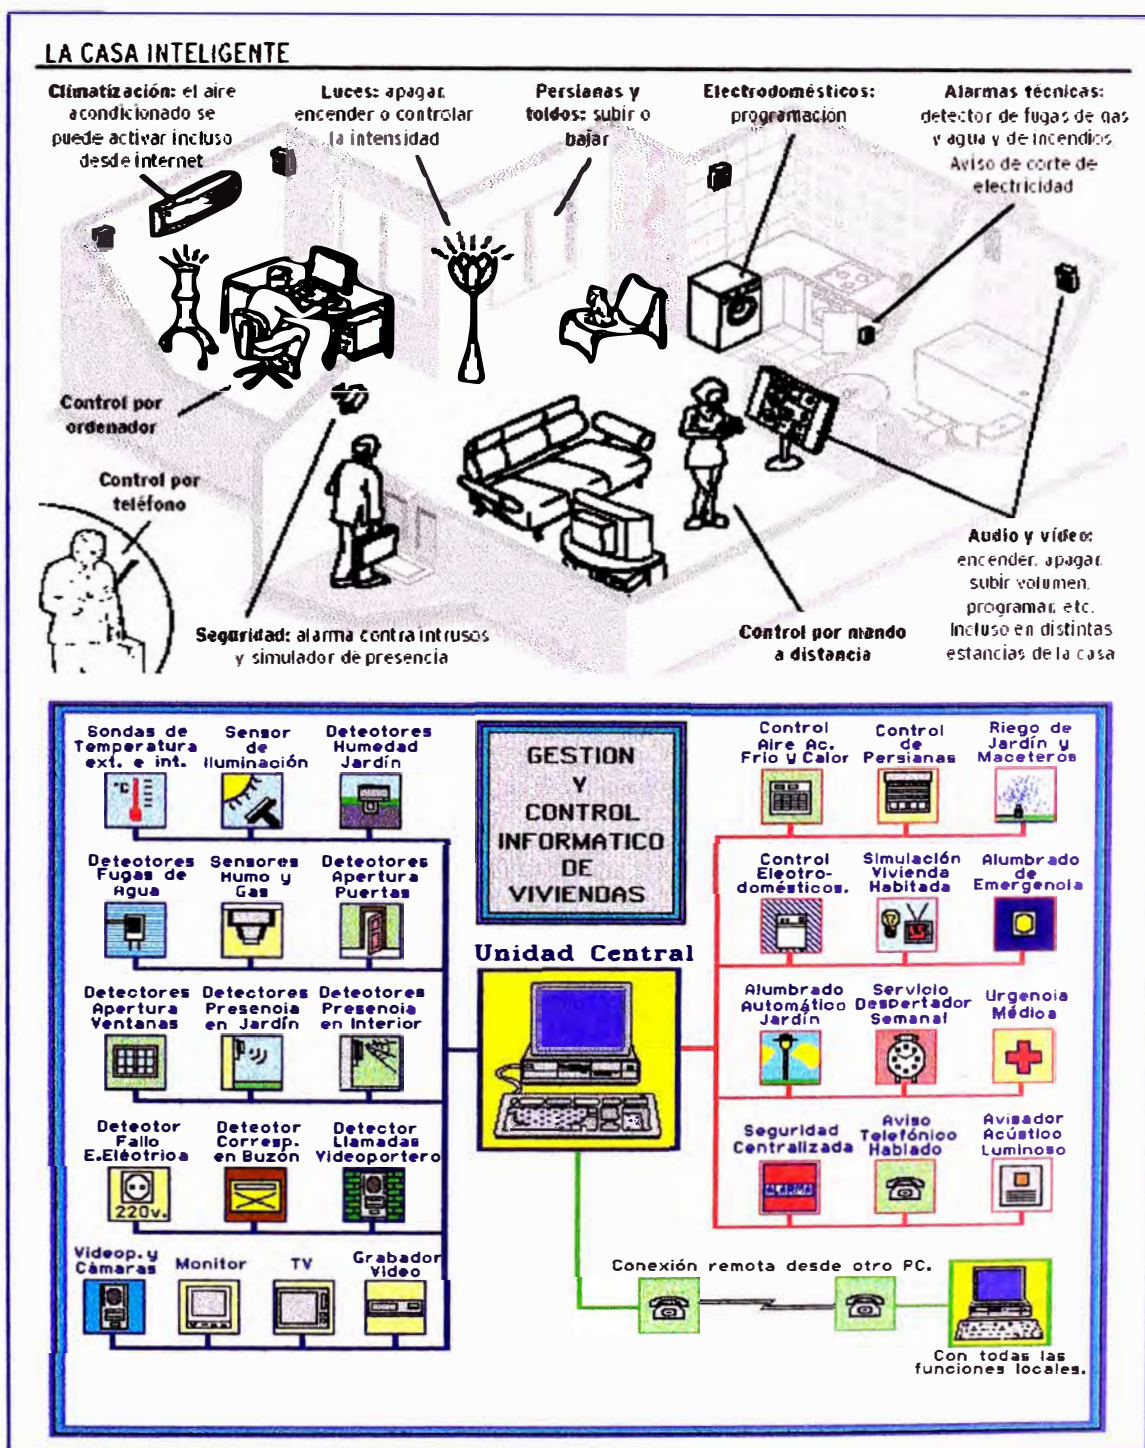 LA CASA INTELIGENTE
Climatización: el aire
acondicionado se
puede activar incluso
desde internet
Luces: apagar,
encender o controlar
la intensidad
Persianas y
toldos: subir o
bajar
Electrodomésticos:
programación
Alarmas técnicas:
detector de fugas de gas
y agua y de incendios,
Aviso de corte de
electricidad
Control por
ordenador
Control por
teléfono
Seguridad: alarma contra intrusos
y simulador de presencia
Control por mando
a distancia
Audio y vídeo:
encender, apagar,
subir volumen,
programar, etc.
Incluso en distintas
estancias de la casa
GESTION
Y
CONTROL
INFORMATICO
DE
VIVIENDAS
Sondas de
Temperatura
ext. e int.
°C
Sensor
de
Iluminación
Detectores
Humedad
Jardín
Detectores
Fugas de
Agua
Sensores
Humo y
Gas
Detectores
Apertura
Puertas
Detectores
Apertura
Ventanas
Detectores
Presencia
en Jardín
Detectores
Presencia
en Interior
Detector
Fallo
E.Eléctrica
220v.
Detector
Corresp.
en Buzón
Detector
Llamadas
Videoportero
Videop. y
Cámaras
Monitor
TV
Grabador
Video
Unidad Central
Control
Aire Ac.
Frio y Calor
Control
de
Persianas
Riego de
Jardín y
Maceteros
Control
Electro-
domésticos.
Simulación
Vivienda
Habitada
Alumbrado
de
Emergencia
Alumbrado
Automático
Jardín
Servicio
Despertador
Semanal
Urgencia
Médica
Seguridad
Centralizada
ALARMA
Aviso
Telefónico
Hablado
Avisador
Acústico
Luminoso
Conexión remota desde otro PC.
Con todas las
funciones locales.